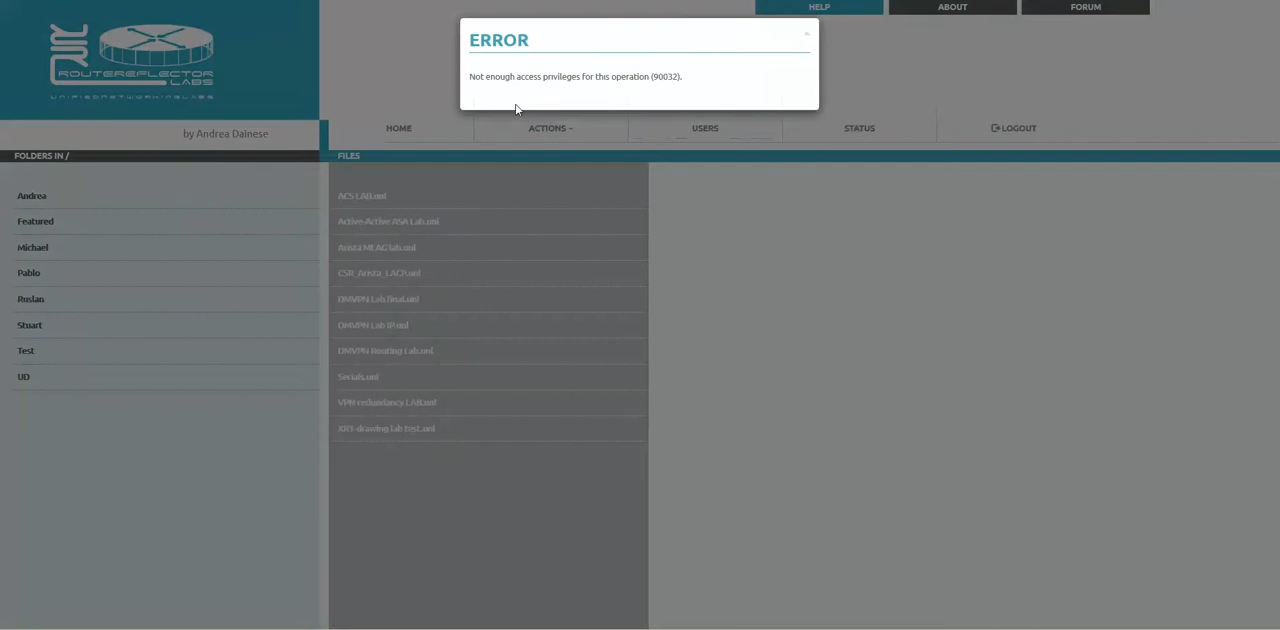 HELP
ABOUT
FORUM
ERROR
Not enough access privileges for this operation (90032).
ROUTEREFLECTOR
LABS
UNIFIEDNETWORKINGLABS
by Andrea Dainese
HOME
ACTIONS
USERS
STATUS
LOGOUT
FOLDERS IN /
FILES
Andrea
Featured
Michael
Pablo
Ruslan
Stuart
Test
UD
ACS LAB.unl
Active-Active ASA Lab.unl
Arista MLAG lab.unl
CSR_Arista_LACP.unl
DMVPN Lab final.unl
DMVPN Lab IP.unl
DMVPN Routing Lab.unl
Serials.unl
VPN redundancy LAB.unl
XRT-drawing lab test.unl